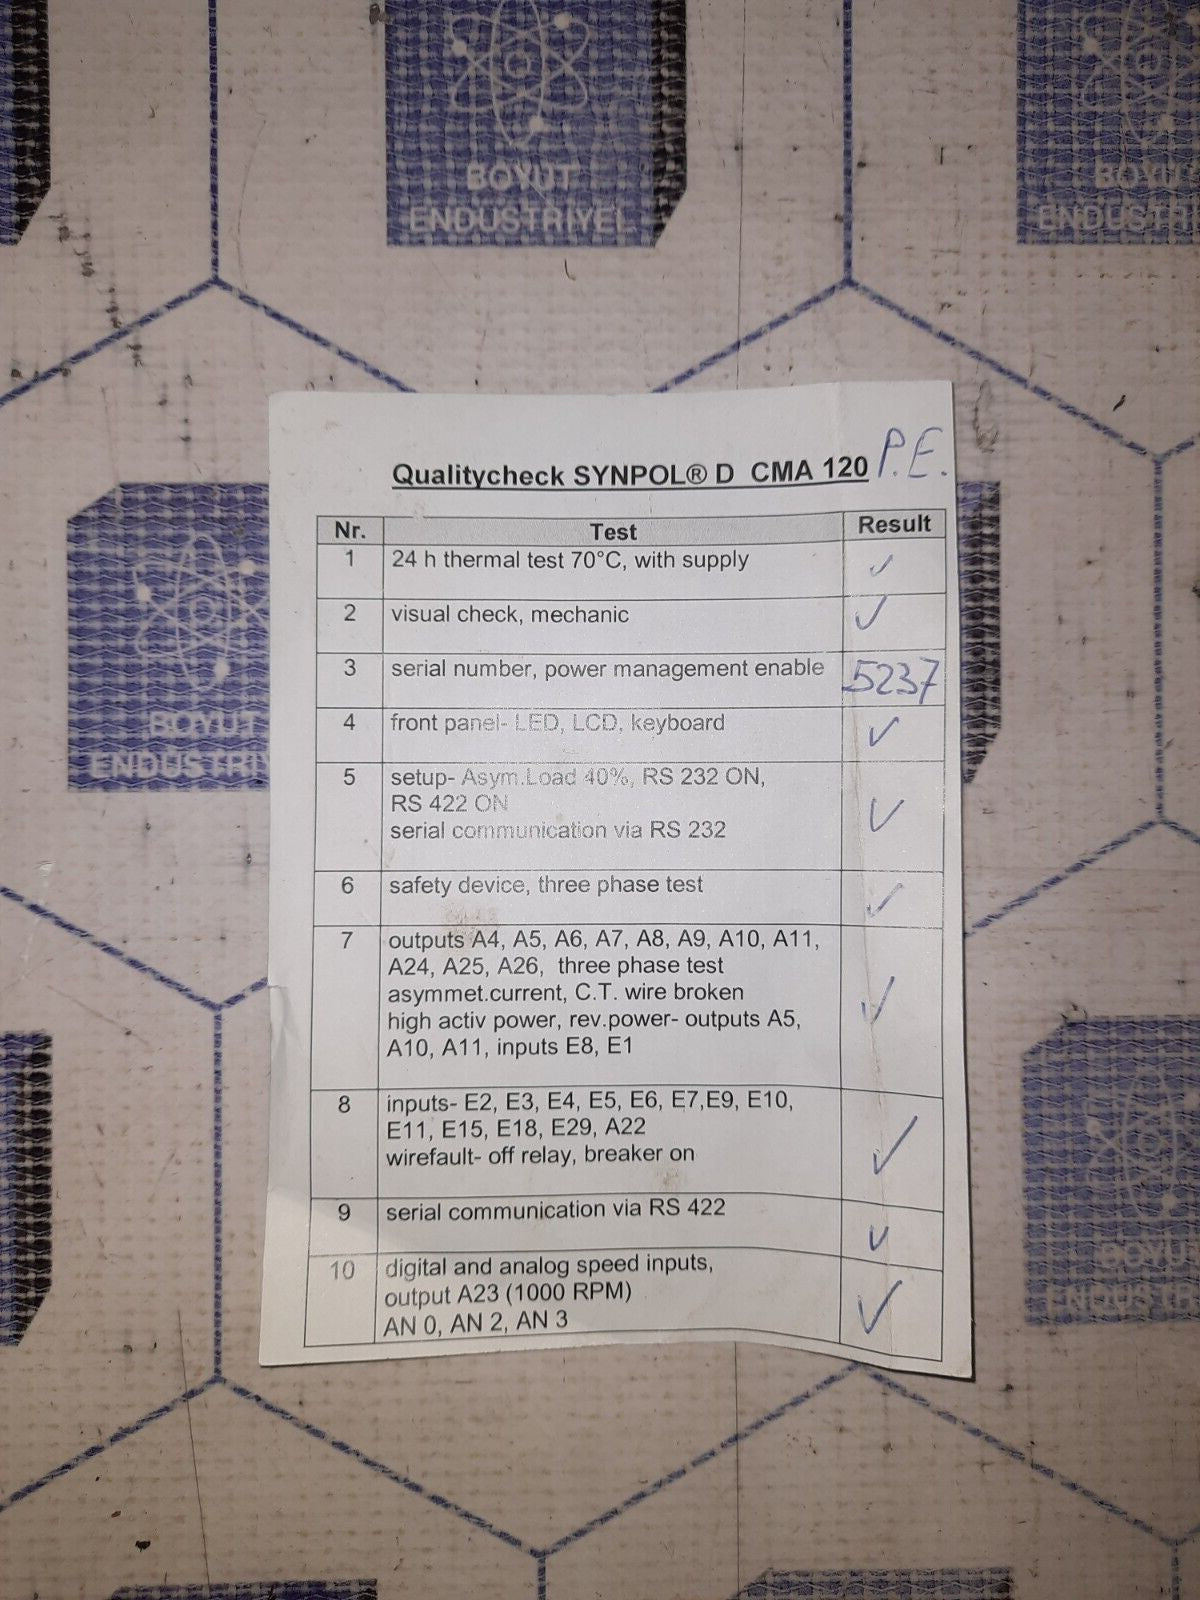 BOYUT
ENDUSTRIYEL
BOYUT
ENDUSTRI
Qualitycheck SYNPOL® D CMA 120 P.E.
Nr. Test Result
1 24 h thermal test 70°C, with supply ✓
2 visual check, mechanic ✓
3 serial number, power management enable 5237
4 front panel- LED, LCD, keyboard ✓
5 setup- Asym.Load 40%, RS 232 ON,
RS 422 ON
serial communication via RS 232 ✓
6 safety device, three phase test ✓
7 outputs A4, A5, A6, A7, A8, A9, A10, A11,
A24, A25, A26, three phase test
asymmet.current, C.T. wire broken
high activ power, rev.power- outputs A5,
A10, A11, inputs E8, E1 ✓
8 inputs- E2, E3, E4, E5, E6, E7,E9, E10,
E11, E15, E18, E29, A22
wirefault- off relay, breaker on ✓
9 serial communication via RS 422 ✓
10 digital and analog speed inputs,
output A23 (1000 RPM)
AN 0, AN 2, AN 3 ✓
BOYUT
ENDUSTRIY
BOYU
ENDUSTRI